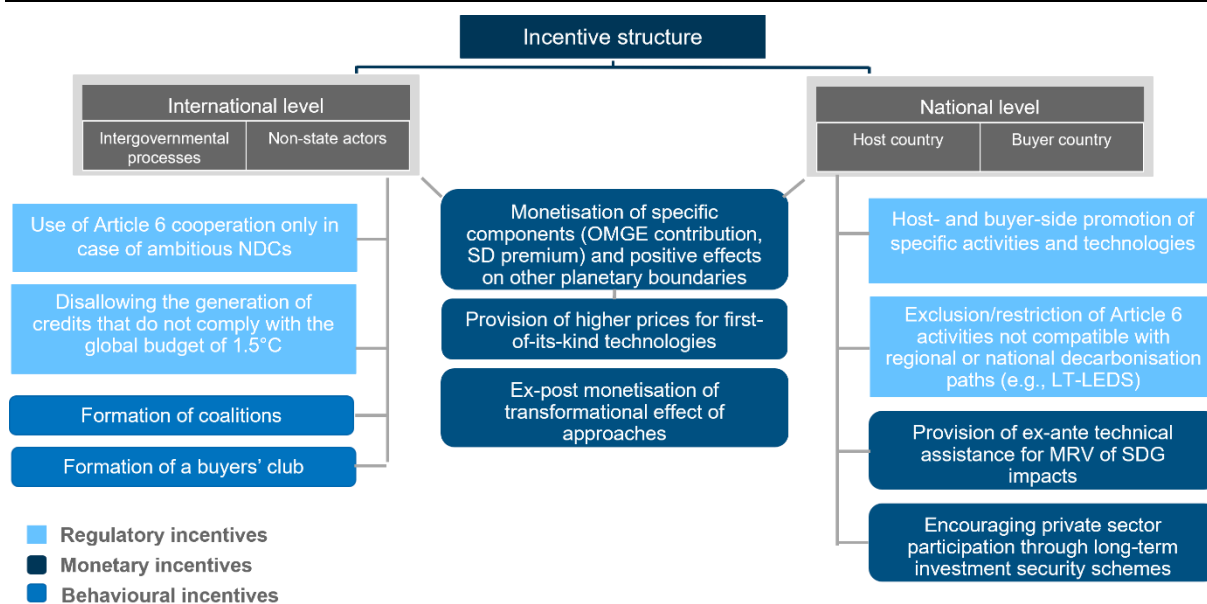 Incentive structure
International level
Intergovernmental
processes
Non-state actors
National level
Host country
Buyer country
Use of Article 6 cooperation only in
case of ambitious NDCs
Disallowing the generation of
credits that do not comply with the
global budget of 1.5°C
Formation of coalitions
Formation of a buyers' club
Monetisation of specific
components (OMGE contribution,
SD premium) and positive effects
on other planetary boundaries
Provision of higher prices for first-
of-its-kind technologies
Ex-post monetisation of
transformational effect of
approaches
Host- and buyer-side promotion of
specific activities and technologies
Exclusion/restriction of Article 6
activities not compatible with
regional or national decarbonisation
paths (e.g., LT-LEDS)
Provision of ex-ante technical
assistance for MRV of SDG
impacts
Encouraging private sector
participation through long-term
investment security schemes
Regulatory incentives
Monetary incentives
Behavioural incentives